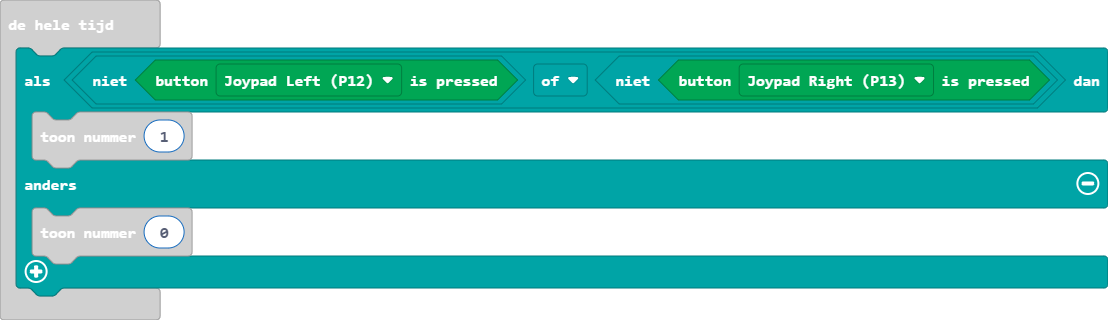 de hele tijd
als niet button Joypad Left (P12) is pressed of niet button Joypad Right (P13) is pressed dan
toon nummer 1
anders
toon nummer 0